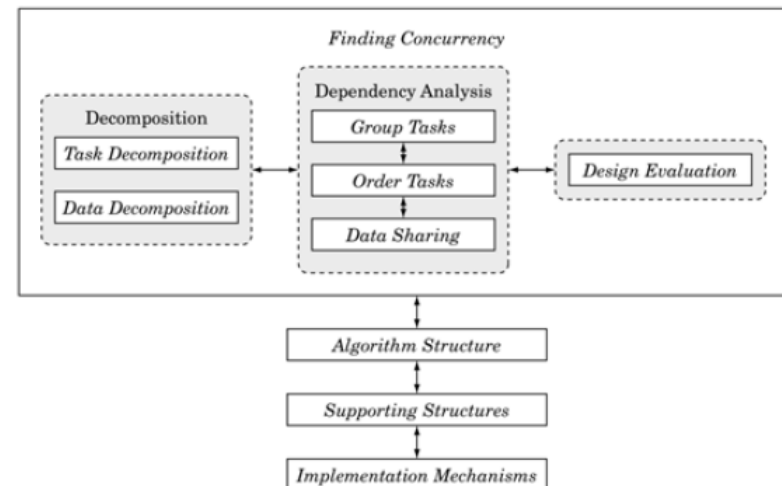 Finding Concurrency
Decomposition
Task Decomposition
Data Decomposition
Dependency Analysis
Group Tasks
Order Tasks
Data Sharing
Design Evaluation
Algorithm Structure
Supporting Structures
Implementation Mechanisms